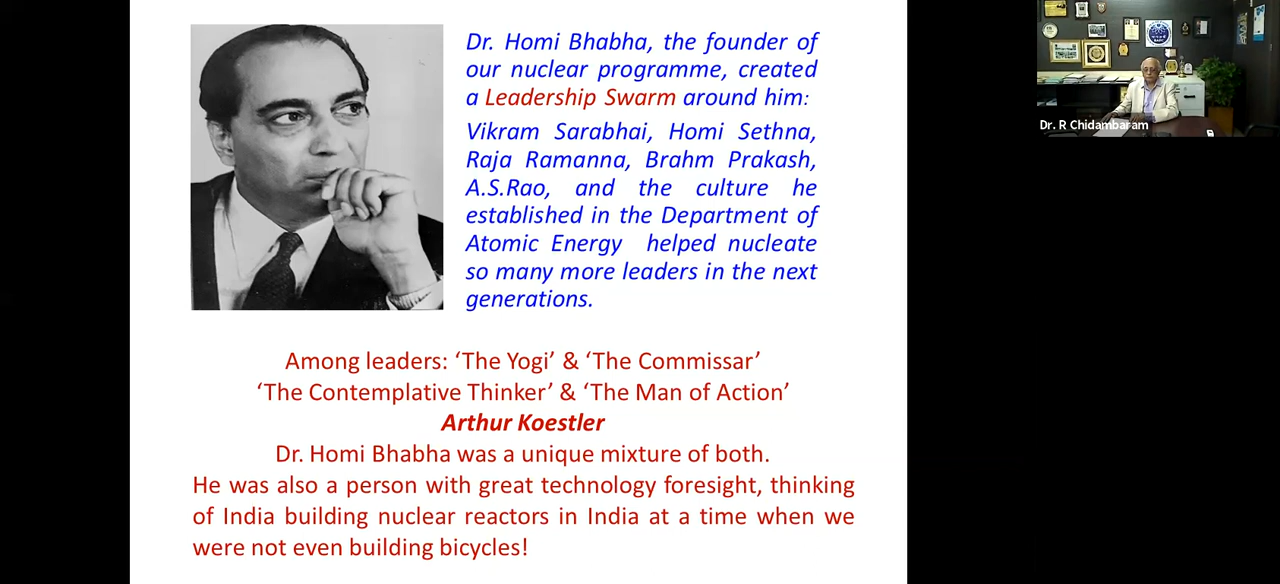 Dr. Homi Bhabha, the founder of
our nuclear programme, created
a Leadership Swarm around him:
Vikram Sarabhai, Homi Sethna,
Raja Ramanna, Brahm Prakash,
A.S.Rao, and the culture he
established in the Department of
Atomic Energy helped nucleate
so many more leaders in the next
generations.
Among leaders: ‘The Yogi’ & ‘The Commissar’
‘The Contemplative Thinker’ & ‘The Man of Action’
Arthur Koestler
Dr. Homi Bhabha was a unique mixture of both.
He was also a person with great technology foresight, thinking
of India building nuclear reactors in India at a time when we
were not even building bicycles!
Dr. R Chidambaram